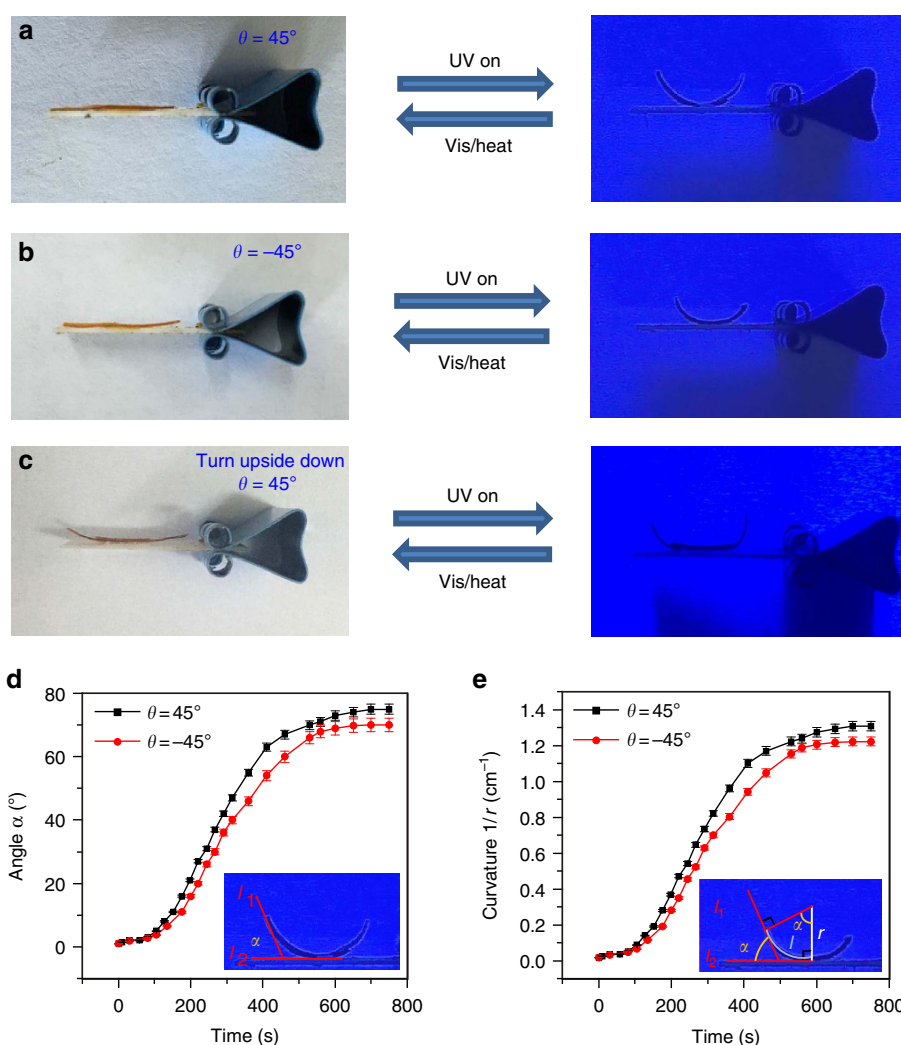 a
θ = 45°
UV on
Vis/heat
b
θ = –45°
UV on
Vis/heat
c
Turn upside down
θ = 45°
UV on
Vis/heat
d
80
60
40
20
0
Angle α (°)
θ = 45°
θ = –45°
l1
l2
α
0
200
400
600
800
Time (s)
e
1.4
1.2
1.0
0.8
0.6
0.4
0.2
0.0
Curvature 1/r (cm⁻¹)
θ = 45°
θ = –45°
l1
l2
α
α
l
r
0
200
400
600
800
Time (s)